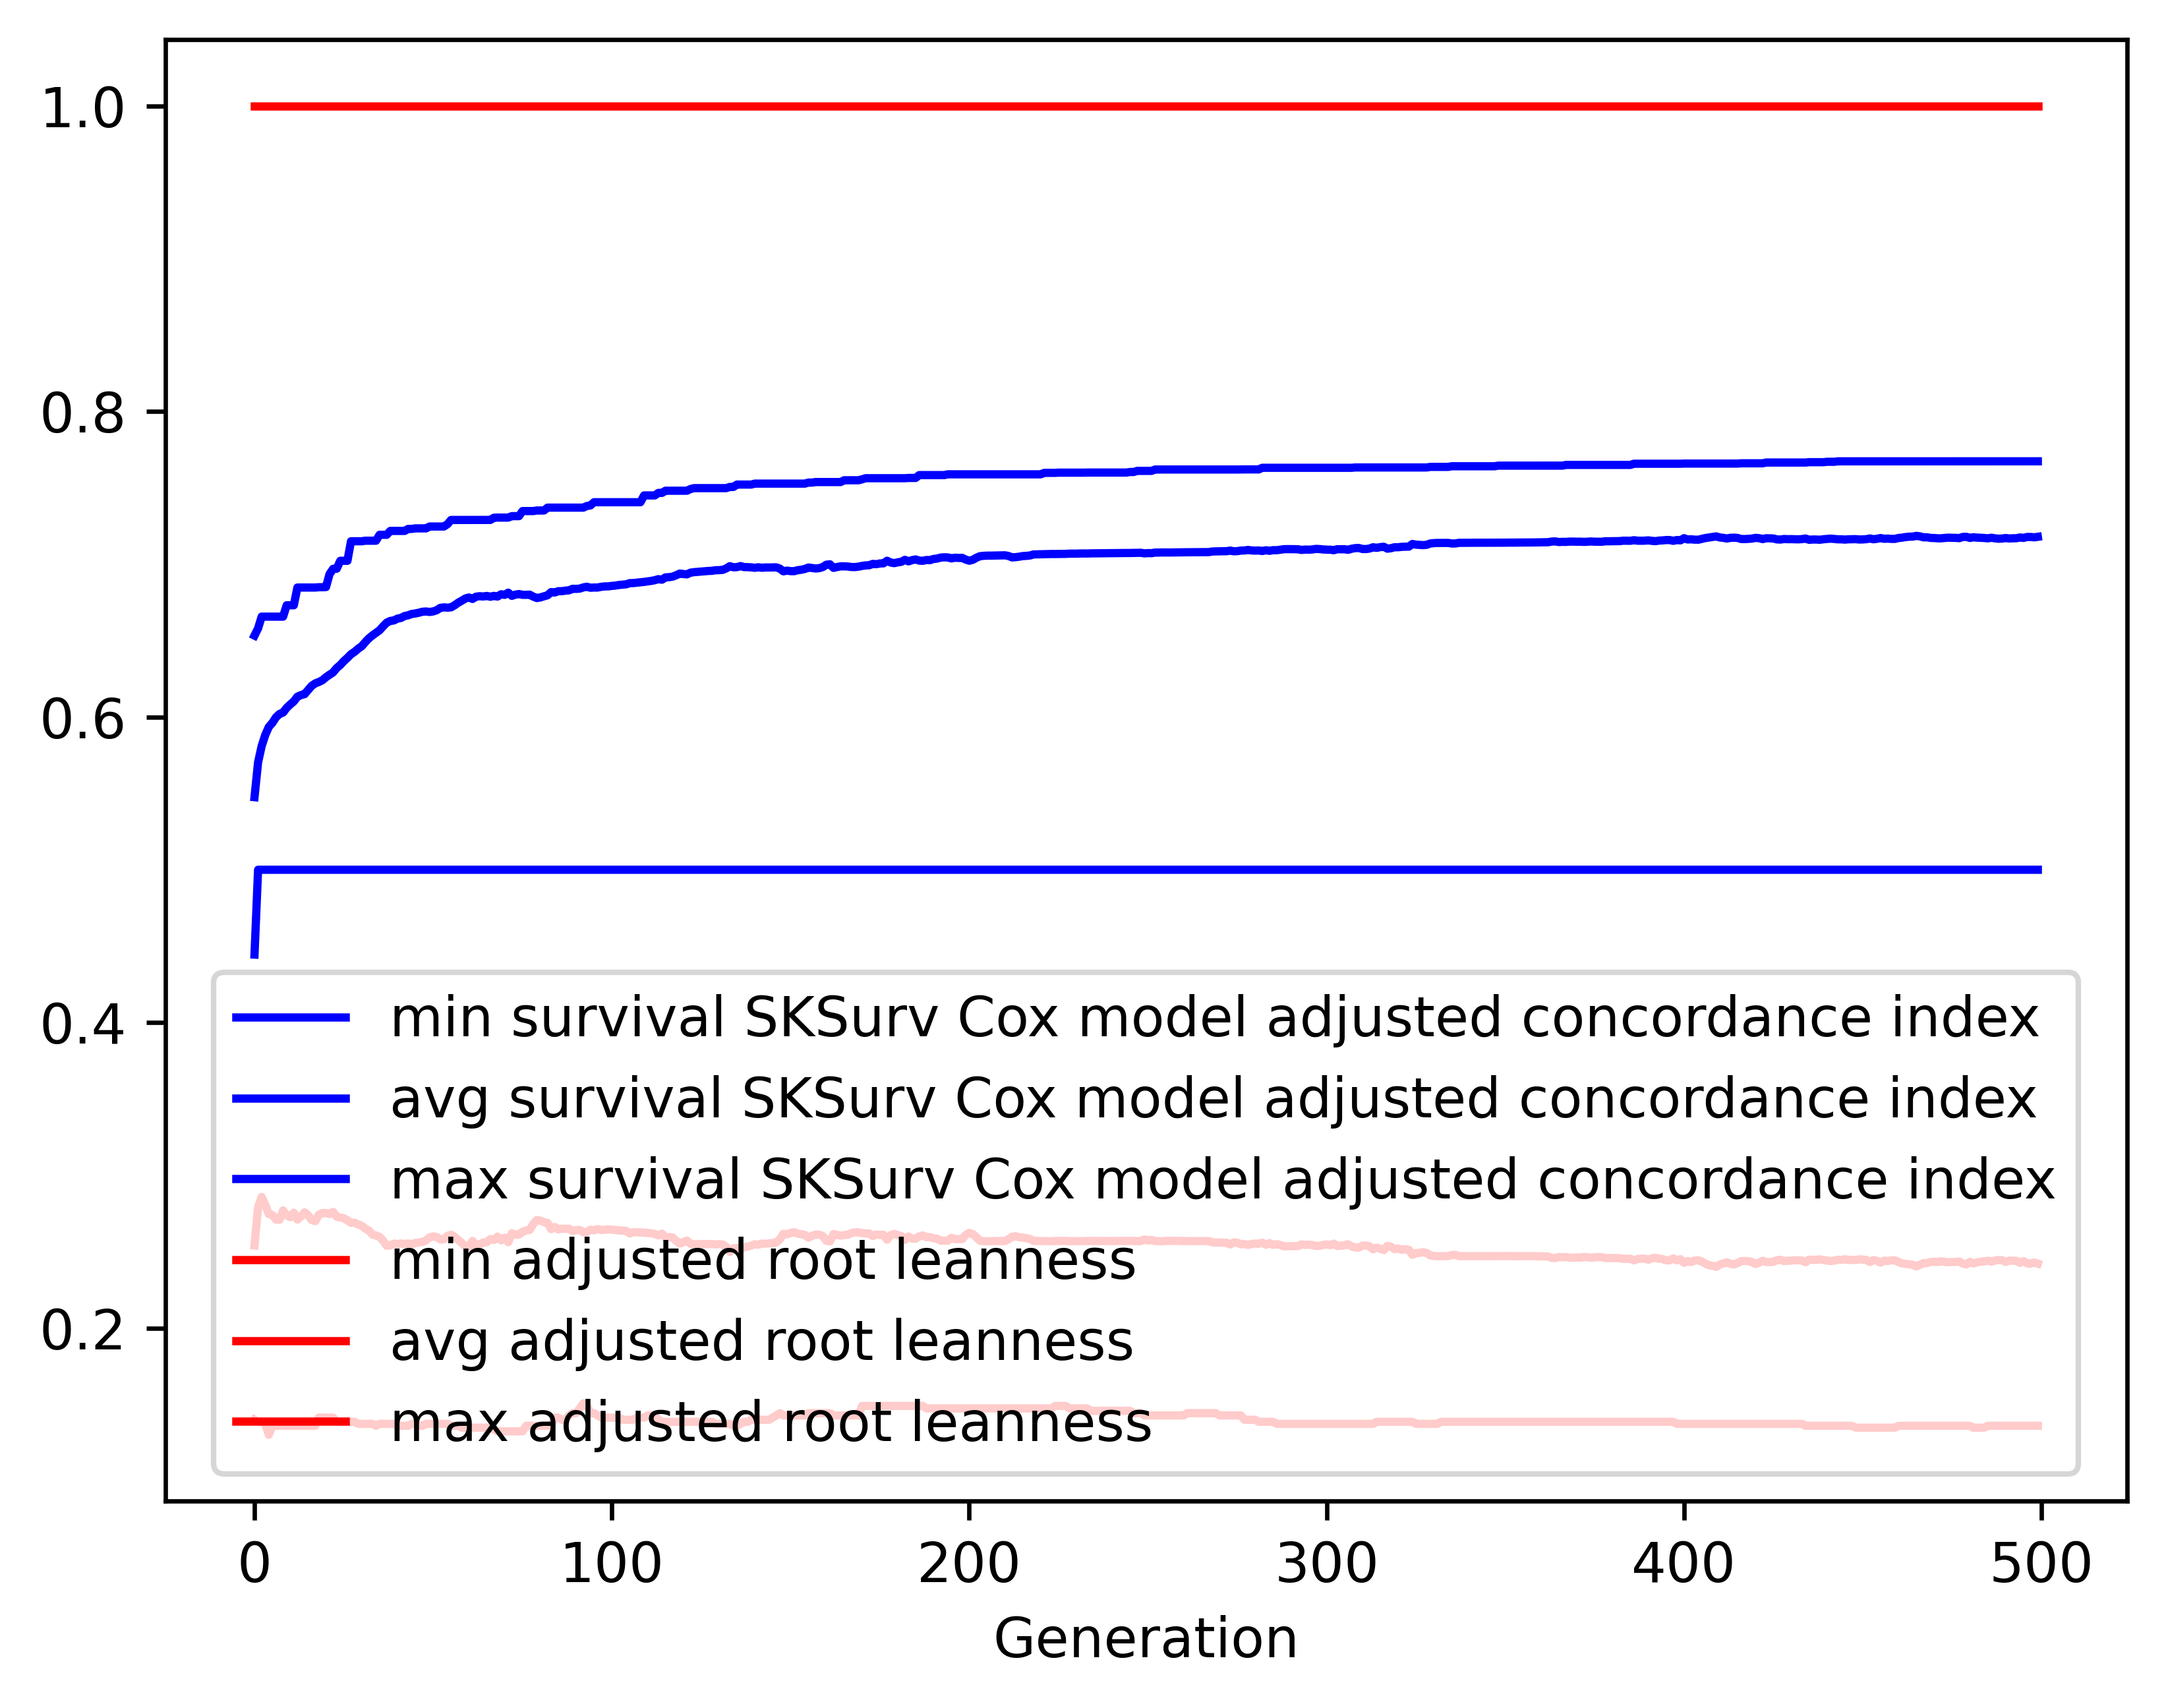 1.0
0.8
0.6
0.4
0.2
min survival SKSurv Cox model adjusted concordance index
avg survival SKSurv Cox model adjusted concordance index
max survival SKSurv Cox model adjusted concordance index
min adjusted root leanness
avg adjusted root leanness
max adjusted root leanness
0 100 200 300 400 500
Generation